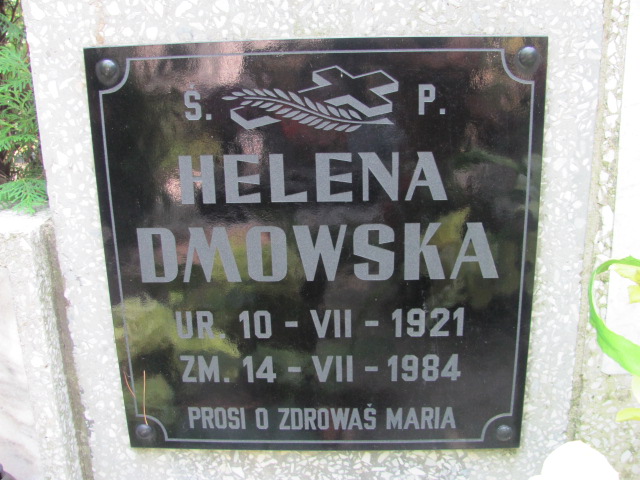 Ś. P.
HELENA
DMOWSKA
UR. 10 - VII - 1921
ZM. 14 - VII - 1984
PROSI O ZDROWAŚ MARIA